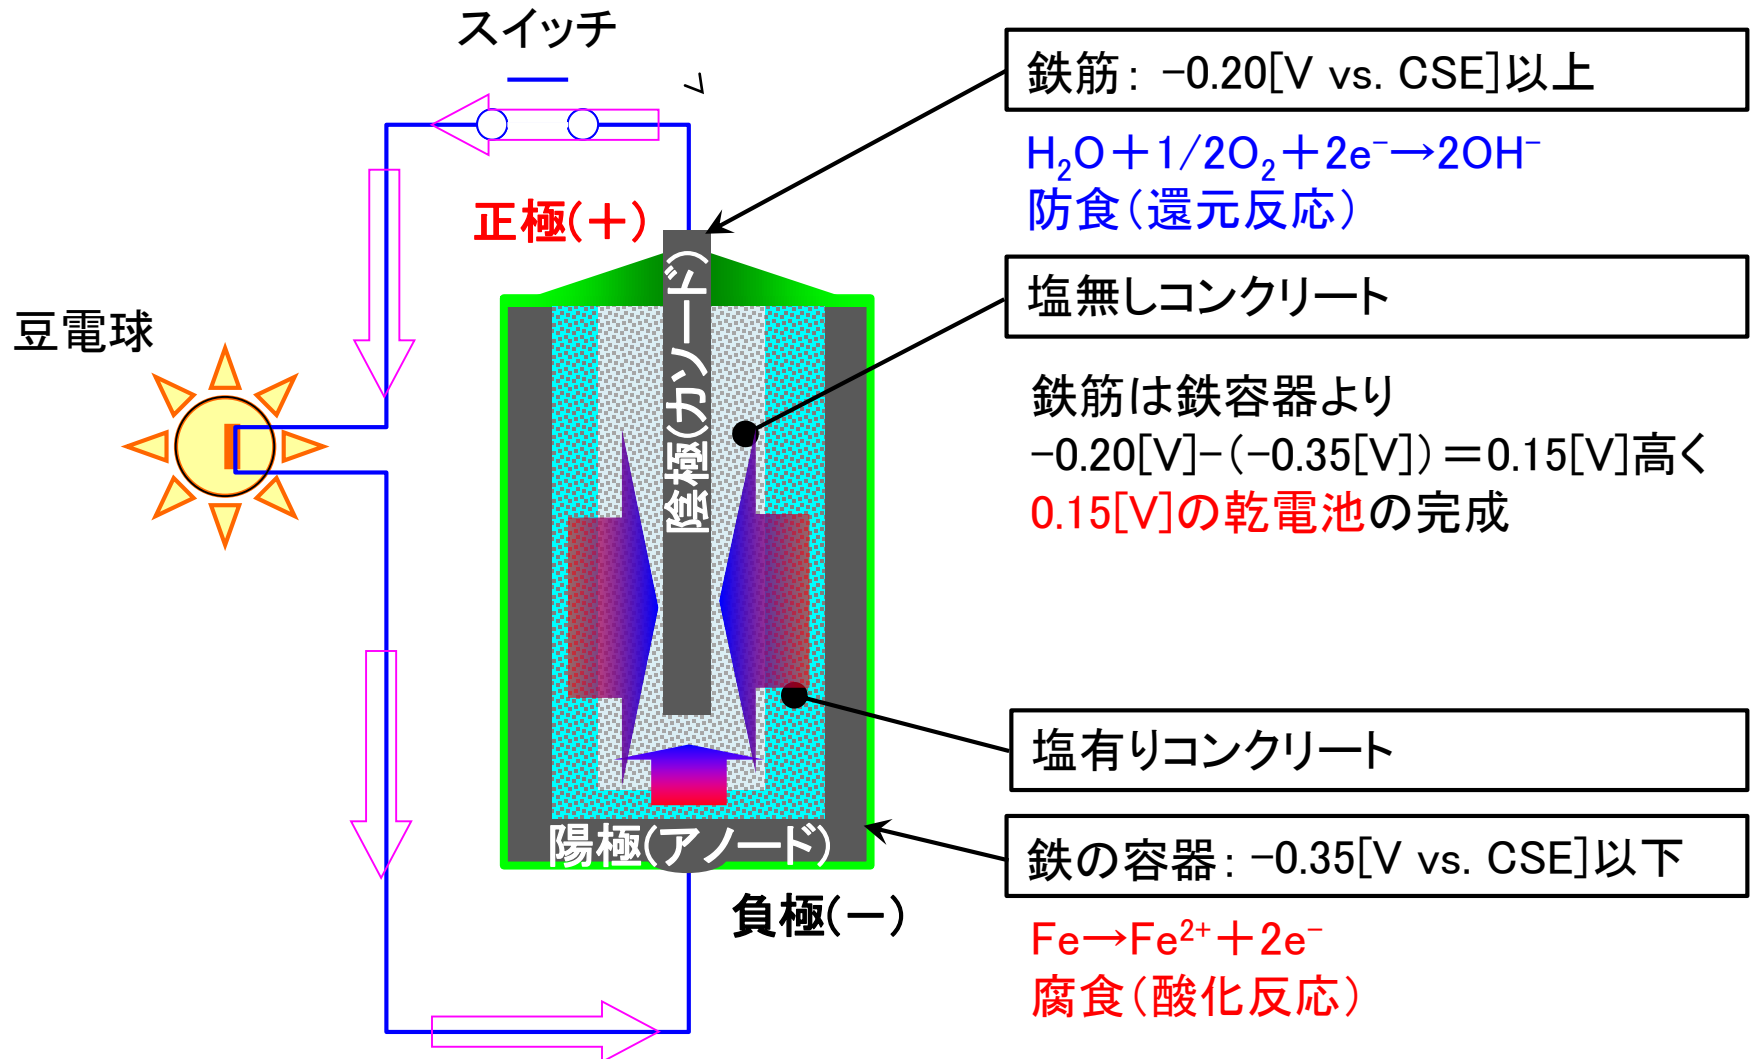 スイッチ
鉄筋： −0.20[V vs. CSE]以上
H₂O＋1/2O₂＋2e⁻→2OH⁻
防食（還元反応）
正極(＋)
塩無しコンクリート
豆電球
陰極(カソード)
鉄筋は鉄容器より
−0.20[V]−（−0.35[V]）＝0.15[V]高く
0.15[V]の乾電池の完成
塩有りコンクリート
陽極(アノード)
鉄の容器：−0.35[V vs. CSE]以下
負極(−)
Fe→Fe²⁺＋2e⁻
腐食（酸化反応）